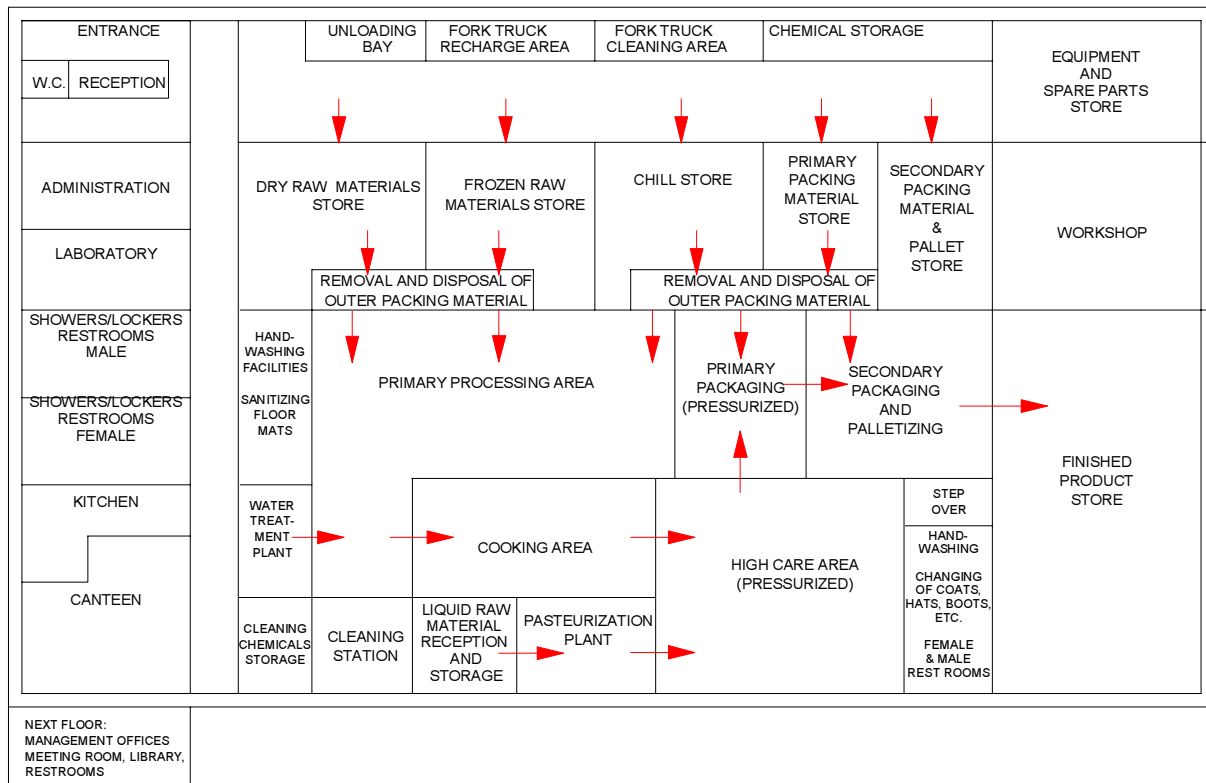 ENTRANCE
W.C.
RECEPTION
ADMINISTRATION
LABORATORY
SHOWERS/LOCKERS
RESTROOMS
MALE
SHOWERS/LOCKERS
RESTROOMS
FEMALE
KITCHEN
CANTEEN
NEXT FLOOR:
MANAGEMENT OFFICES
MEETING ROOM, LIBRARY,
RESTROOMS
UNLOADING
BAY
FORK TRUCK
RECHARGE AREA
FORK TRUCK
CLEANING AREA
CHEMICAL STORAGE
EQUIPMENT
AND
SPARE PARTS
STORE
DRY RAW MATERIALS
STORE
FROZEN RAW
MATERIALS STORE
CHILL STORE
PRIMARY
PACKING
MATERIAL
STORE
SECONDARY
PACKING
MATERIAL
&
PALLET
STORE
WORKSHOP
REMOVAL AND DISPOSAL OF
OUTER PACKING MATERIAL
REMOVAL AND DISPOSAL OF
OUTER PACKING MATERIAL
HAND-
WASHING
FACILITIES
SANITIZING
FLOOR
MATS
PRIMARY PROCESSING AREA
PRIMARY
PACKAGING
(PRESSURIZED)
SECONDARY
PACKAGING
AND
PALLETIZING
FINISHED
PRODUCT
STORE
WATER
TREAT-
MENT
PLANT
COOKING AREA
HIGH CARE AREA
(PRESSURIZED)
STEP
OVER
HAND-
WASHING
CHANGING
OF COATS,
HATS, BOOTS,
ETC.
FEMALE
& MALE
REST ROOMS
CLEANING
CHEMICALS
STORAGE
CLEANING
STATION
LIQUID RAW
MATERIAL
RECEPTION
AND
STORAGE
PASTEURIZATION
PLANT